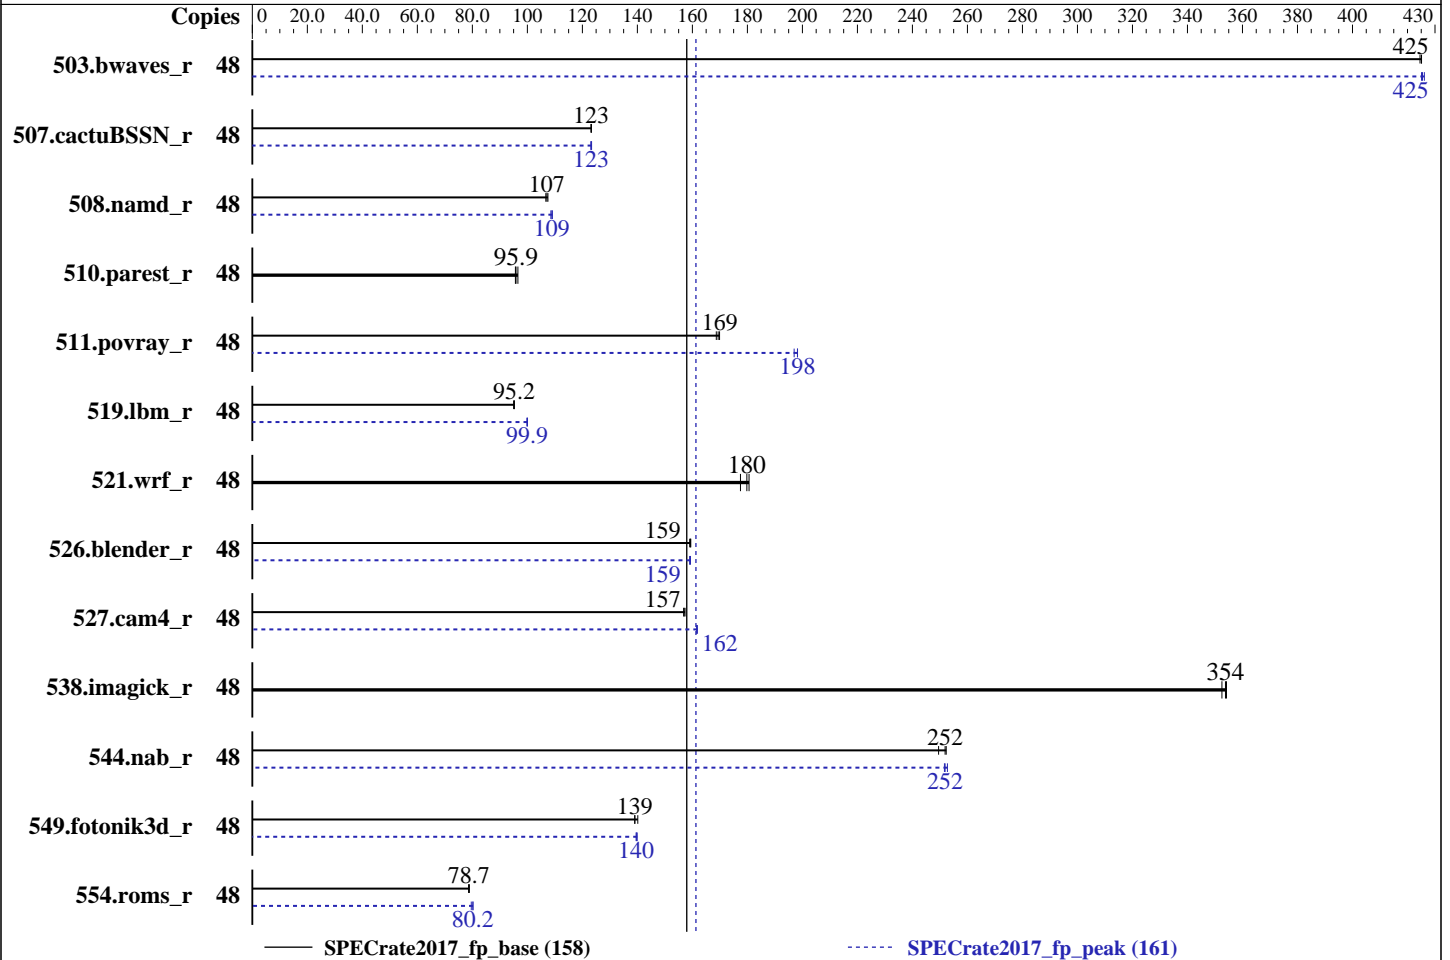 Copies 0 20.0 40.0 60.0 80.0 100 120 140 160 180 200 220 240 260 280 300 320 340 360 380 400 430
503.bwaves_r 48 425
425
507.cactuBSSN_r 48 123
123
508.namd_r 48 107
109
510.parest_r 48 95.9
511.povray_r 48 169
198
519.lbm_r 48 95.2
99.9
521.wrf_r 48 180
526.blender_r 48 159
159
527.cam4_r 48 157
162
538.imagick_r 48 354
544.nab_r 48 252
252
549.fotonik3d_r 48 139
140
554.roms_r 48 78.7
80.2
SPECrate2017_fp_base (158) SPECrate2017_fp_peak (161)